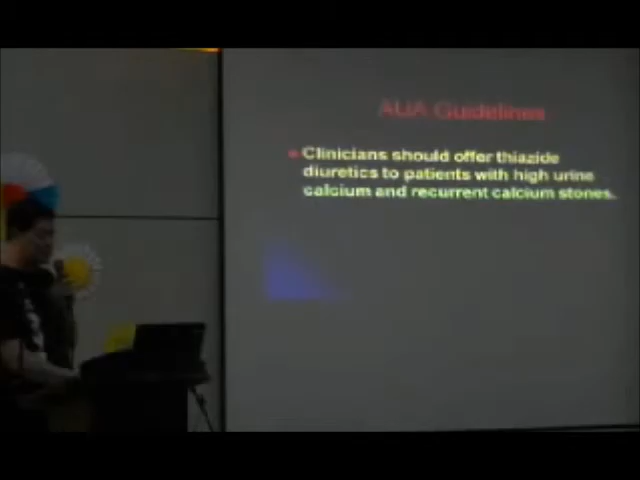 AUA Guidelines
Clinicians should offer thiazide
diuretics to patients with high urine
calcium and recurrent calcium stones.